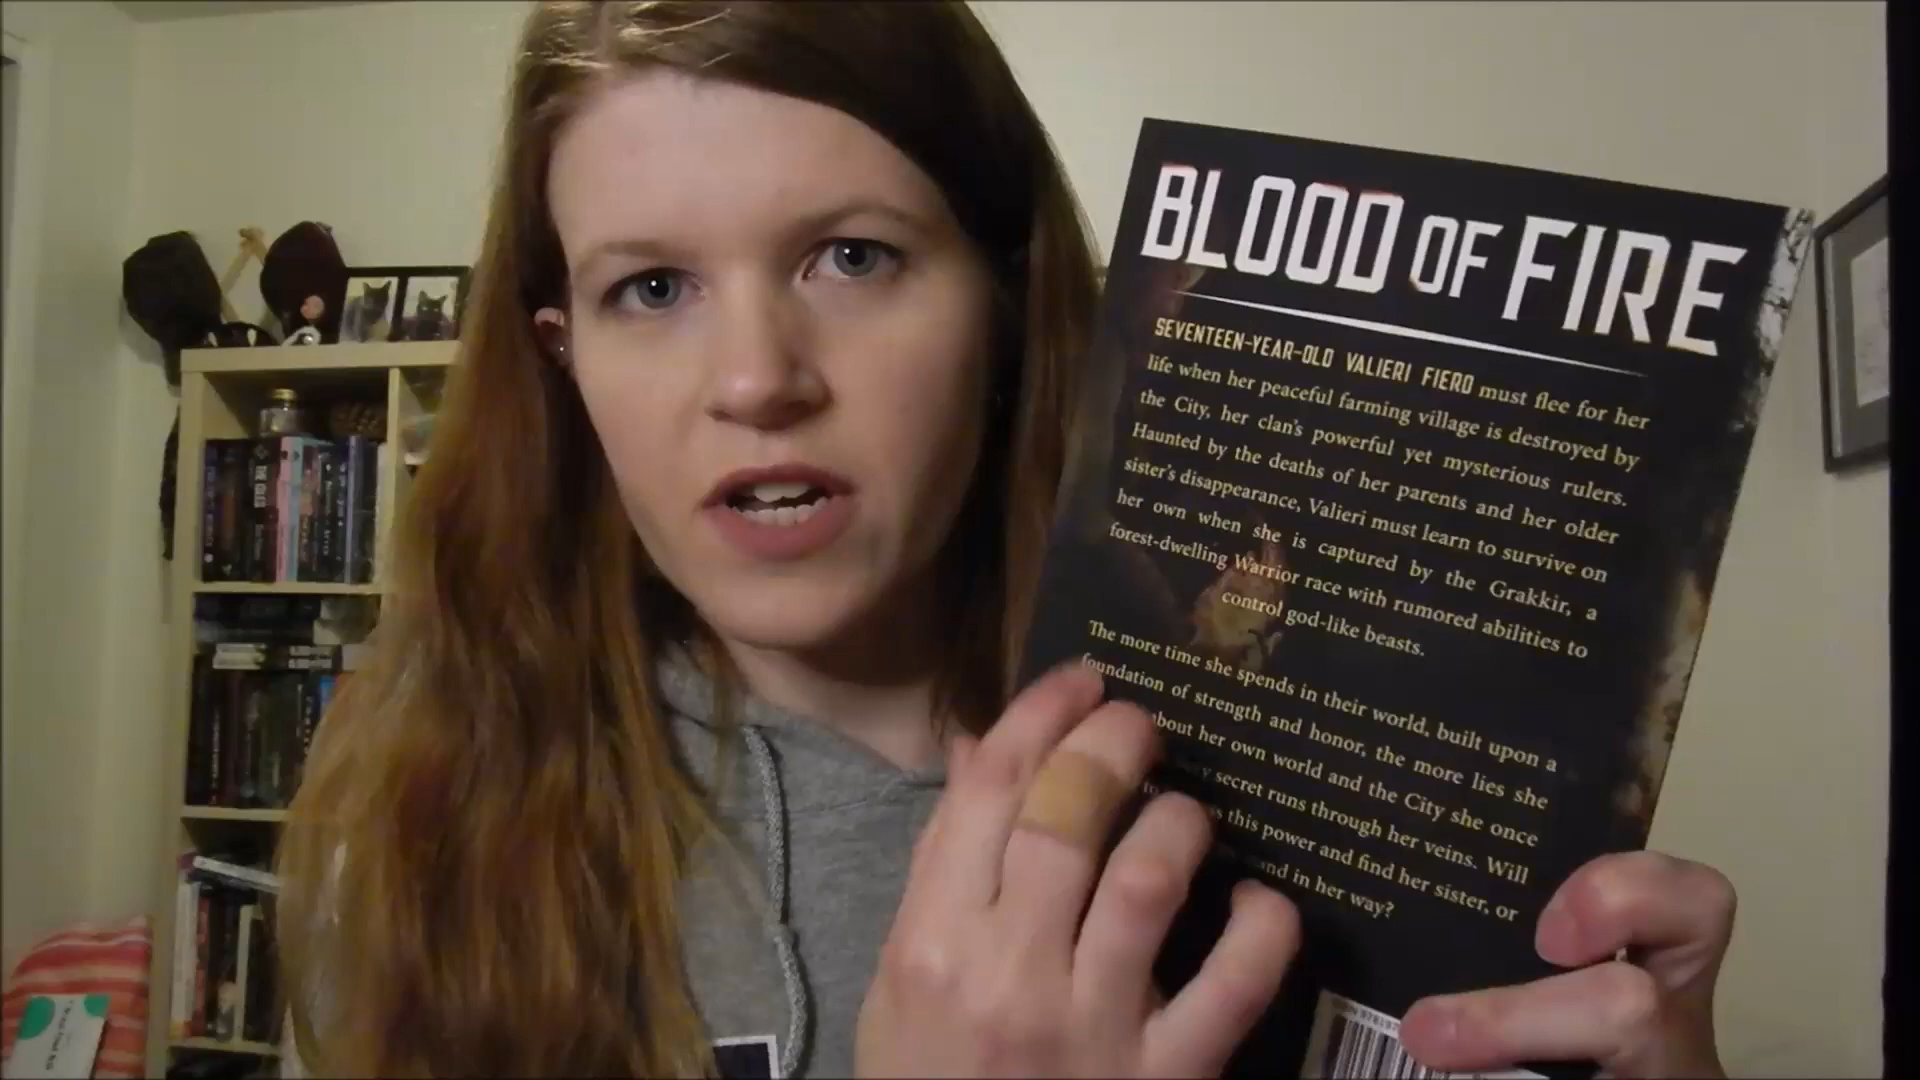 BLOOD OF FIRE
SEVENTEEN-YEAR-OLD VALIERI FIERO must flee for her
life when her peaceful farming village is destroyed by
the City, her clan's powerful yet mysterious rulers.
Haunted by the deaths of her parents and her older
sister's disappearance, Valieri must learn to survive on
her own when she is captured by the Grakkir, a
forest-dwelling Warrior race with rumored abilities to
control god-like beasts.
The more time she spends in their world, built upon a
foundation of strength and honor, the more lies she
about her own world and the City she once
secret runs through her veins. Will
this power and find her sister, or
in her way?